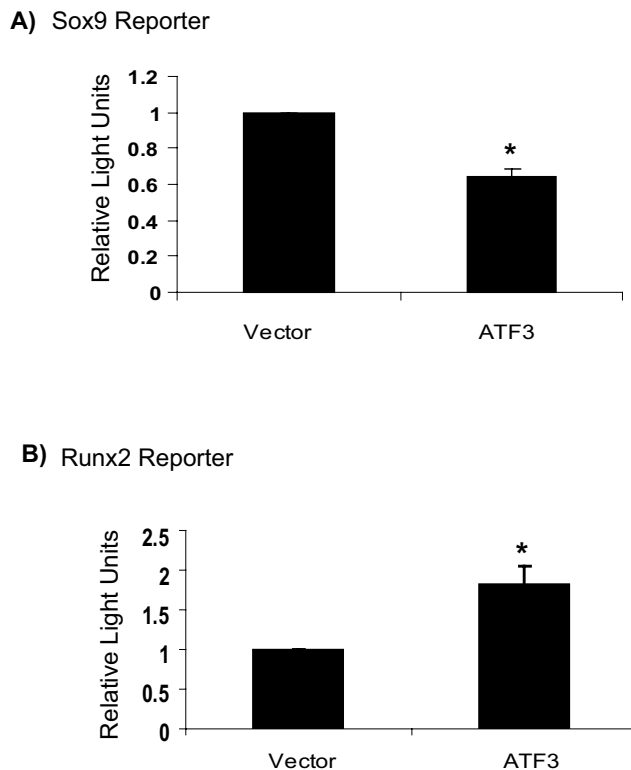 A) Sox9 Reporter
Relative Light Units
1.2
1
0.8
0.6
0.4
0.2
0
*
Vector ATF3
B) Runx2 Reporter
Relative Light Units
2.5
2
1.5
1
0.5
0
*
Vector ATF3